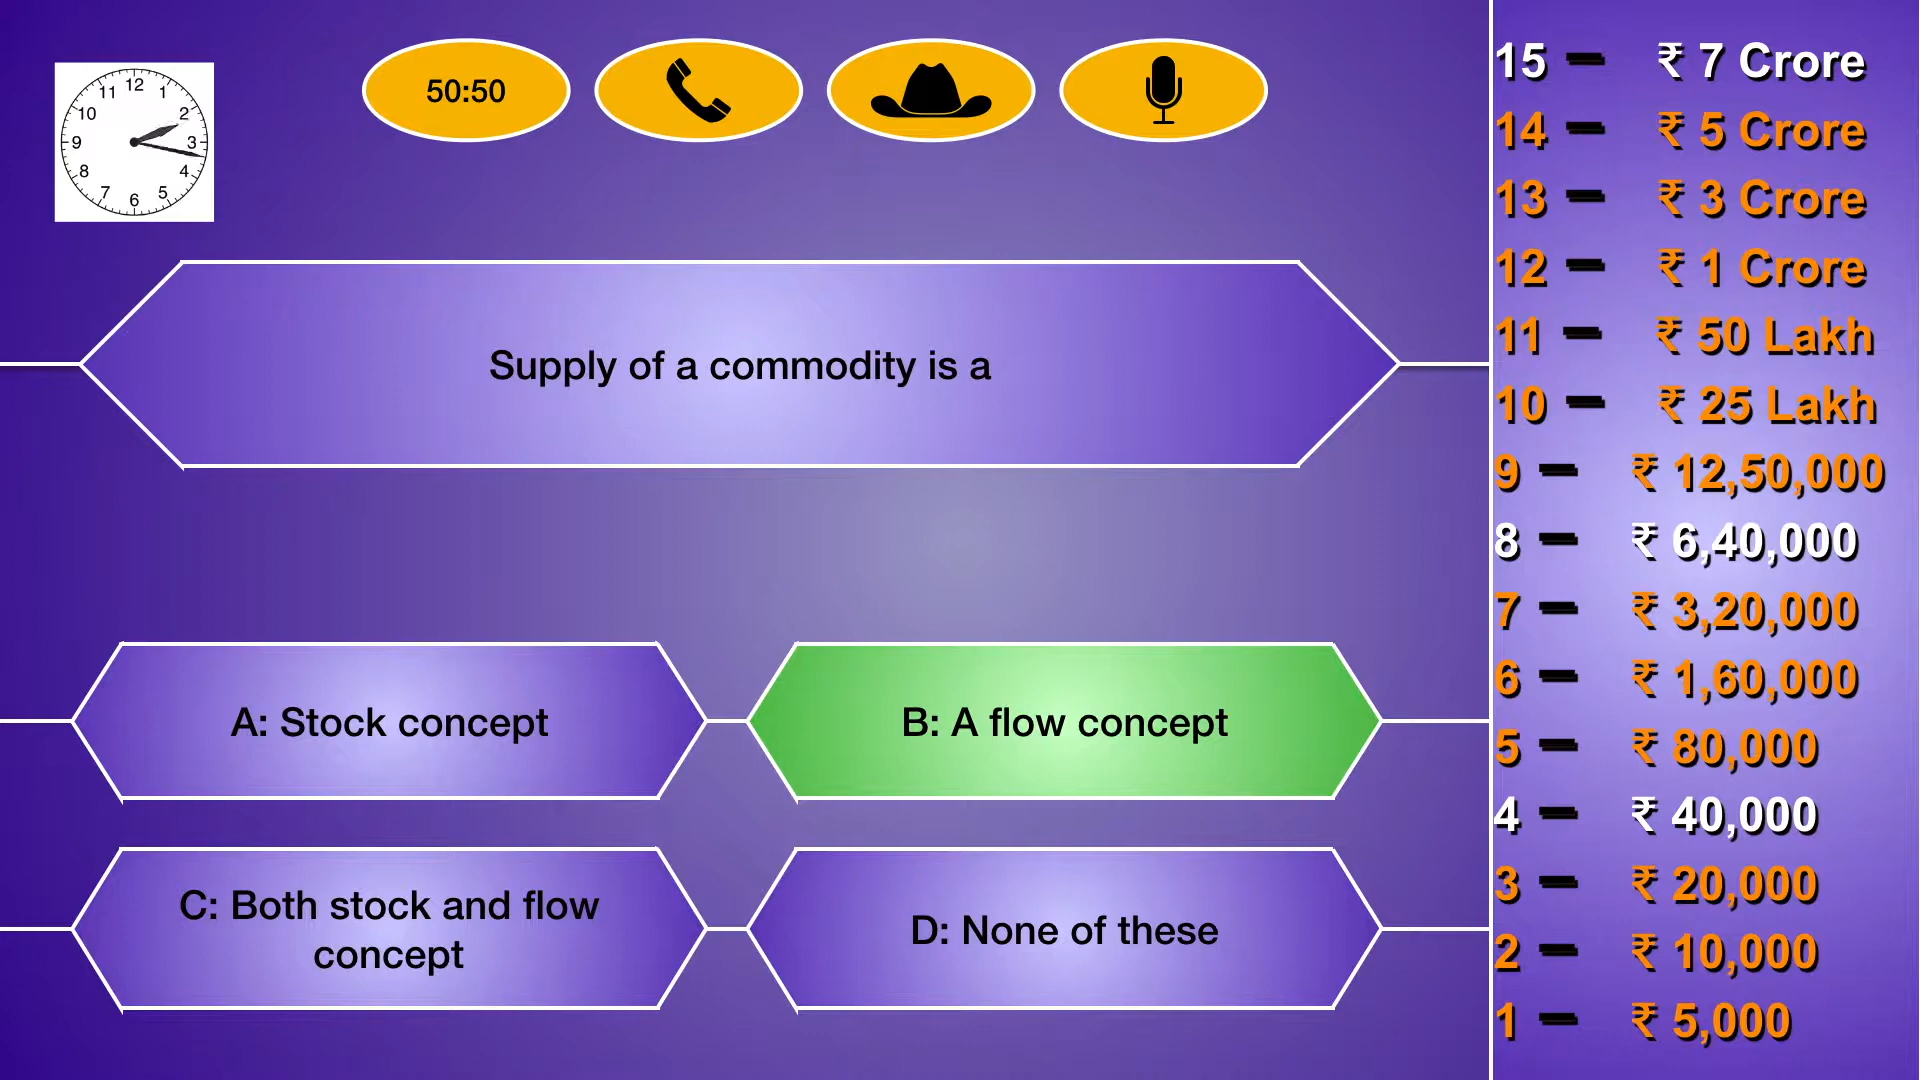 12
11
1
10
2
9
3
8
4
7
5
6
50:50
Supply of a commodity is a
A: Stock concept
B: A flow concept
C: Both stock and flow
concept
D: None of these
15 – ₹ 7 Crore
14 – ₹ 5 Crore
13 – ₹ 3 Crore
12 – ₹ 1 Crore
11 – ₹ 50 Lakh
10 – ₹ 25 Lakh
9 – ₹ 12,50,000
8 – ₹ 6,40,000
7 – ₹ 3,20,000
6 – ₹ 1,60,000
5 – ₹ 80,000
4 – ₹ 40,000
3 – ₹ 20,000
2 – ₹ 10,000
1 – ₹ 5,000